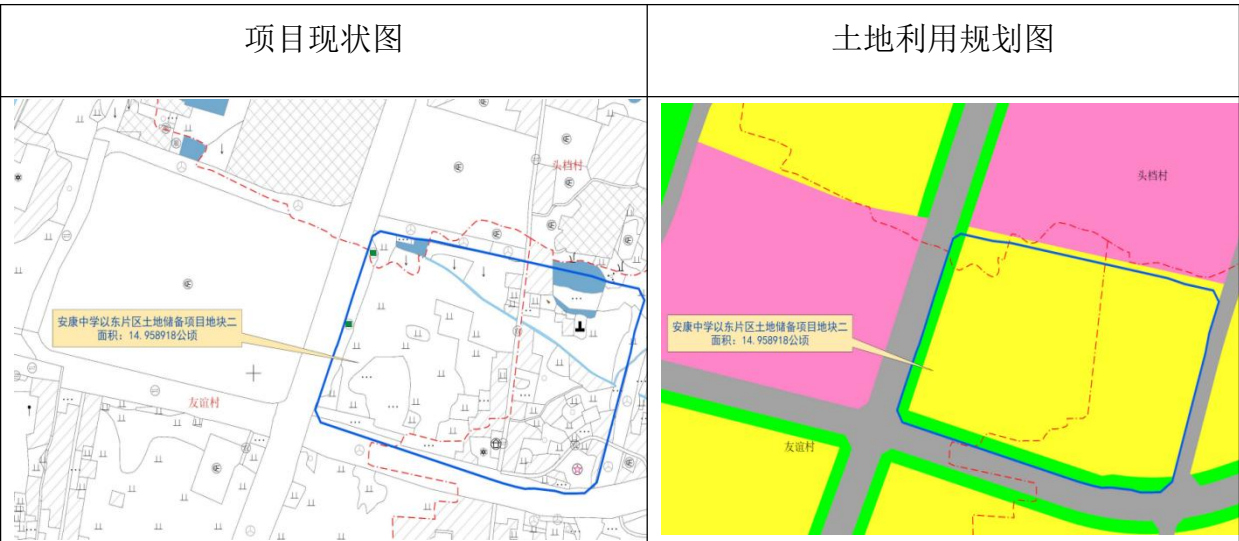 项目现状图
土地利用规划图
头档村
安康中学以东片区土地储备项目地块二
面积：14.958918公顷
友谊村
头档村
安康中学以东片区土地储备项目地块二
面积：14.958918公顷
友谊村